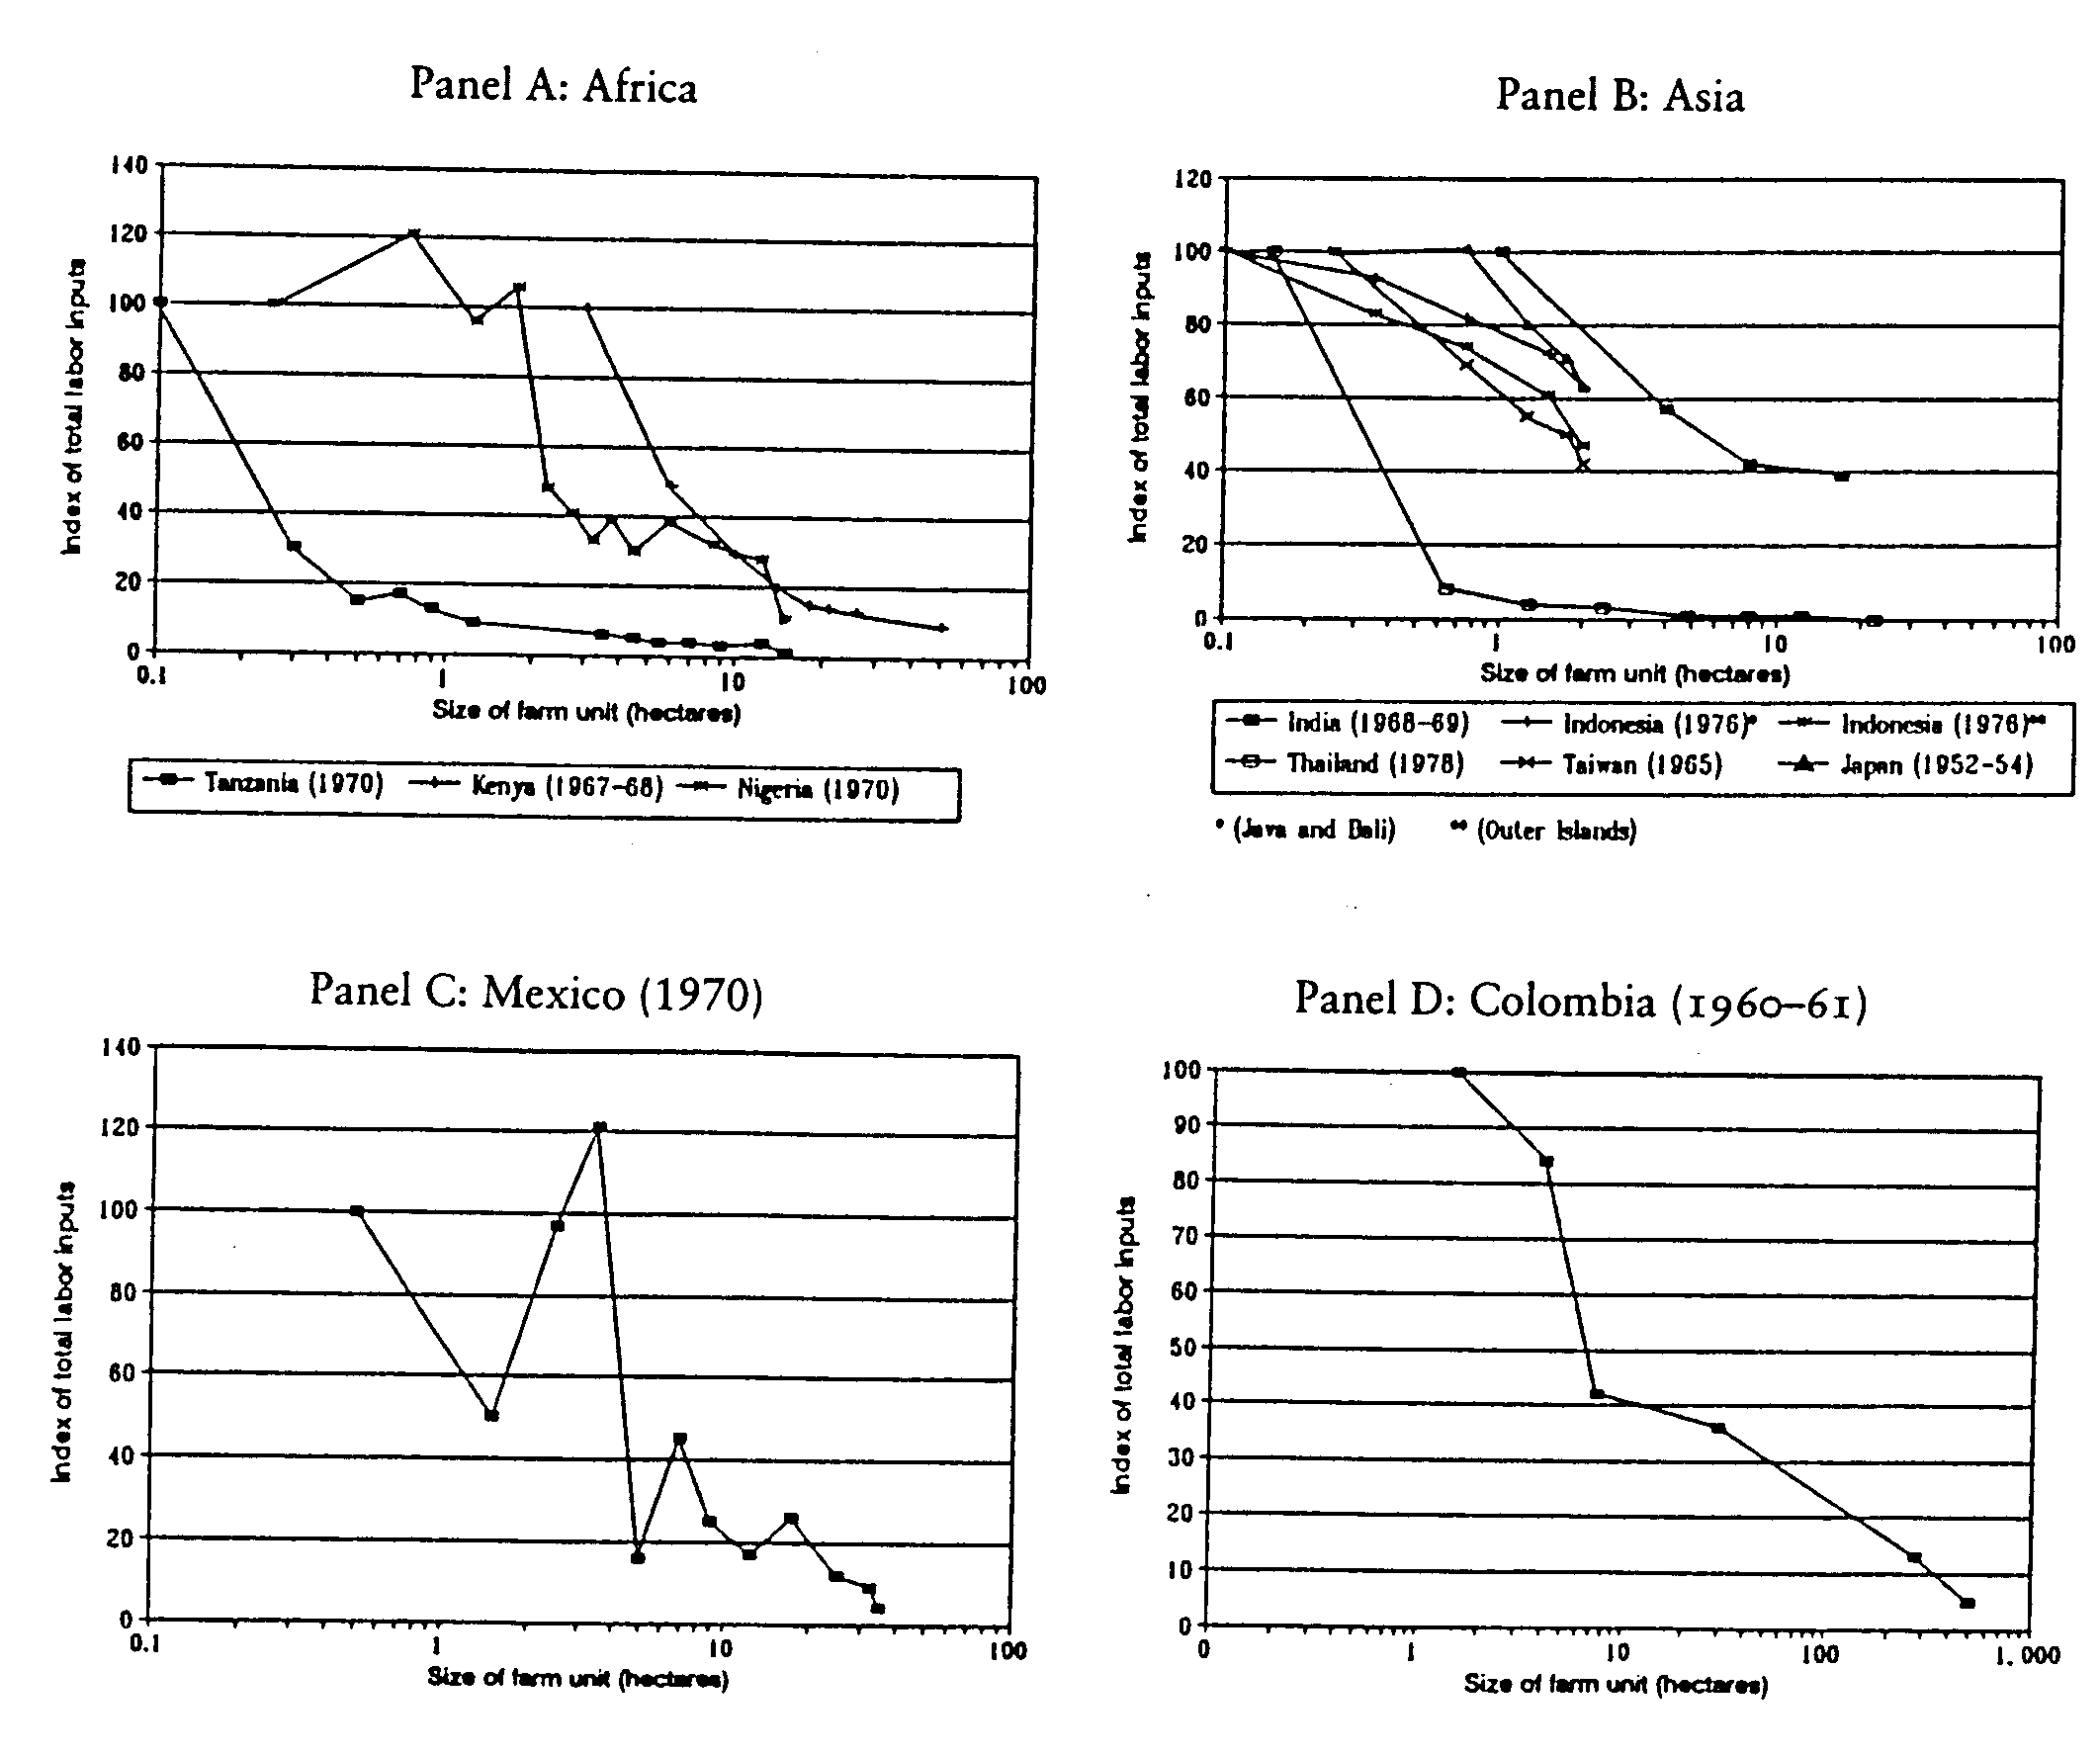 Panel A: Africa
140
120
100
80
60
40
20
0
0.1 1 10 100
Index of total labor inputs
Size of farm unit (hectares)
Tanzania (1970) Kenya (1967-68) Nigeria (1970)
Panel B: Asia
120
100
80
60
40
20
0
0.1 1 10 100
Index of total labor inputs
Size of farm unit (hectares)
India (1968-69) Indonesia (1976)* Indonesia (1976)**
Thailand (1978) Taiwan (1965) Japan (1952-54)
* (Java and Bali) ** (Outer Islands)
Panel C: Mexico (1970)
140
120
100
80
60
40
20
0
0.1 1 10 100
Index of total labor inputs
Size of farm unit (hectares)
Panel D: Colombia (1960–61)
100
90
80
70
60
50
40
30
20
10
0
0 1 10 100 1.000
Index of total labor inputs
Size of farm unit (hectares)